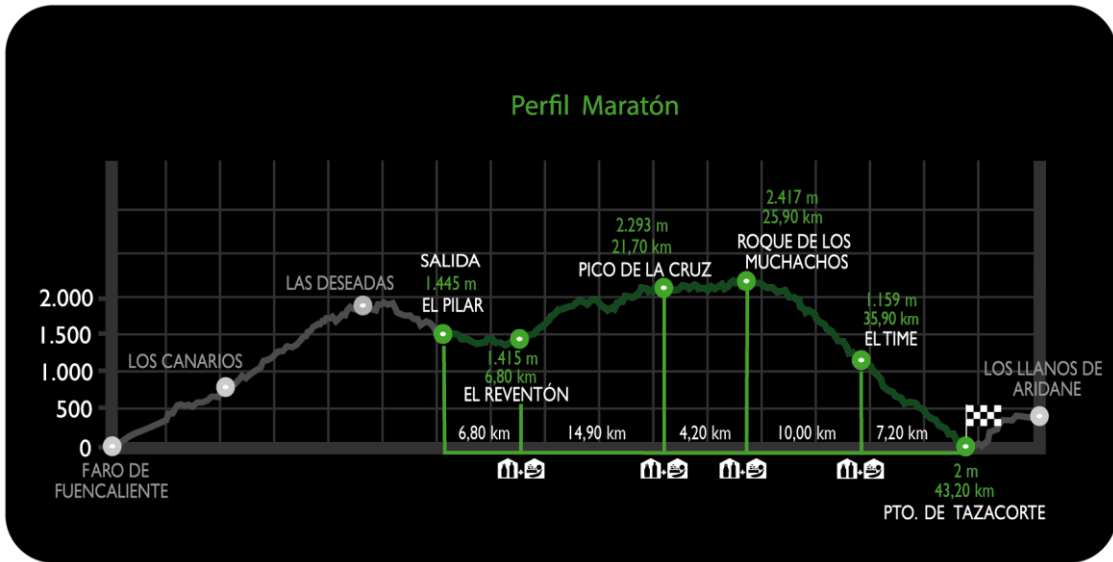 Perfil Maratón
2.417 m
25,90 km
ROQUE DE LOS
MUCHACHOS
2.293 m
21,70 km
PICO DE LA CRUZ
SALIDA
1.445 m
EL PILAR
LAS DESEADAS
LOS CANARIOS
1.159 m
35,90 km
EL TIME
LOS LLANOS DE
ARIDANE
1.415 m
6,80 km
EL REVENTÓN
2.000
1.500
1.000
500
0
6,80 km
14,90 km
4,20 km
10,00 km
7,20 km
FARO DE
FUENCALIENTE
2 m
43,20 km
PTO. DE TAZACORTE